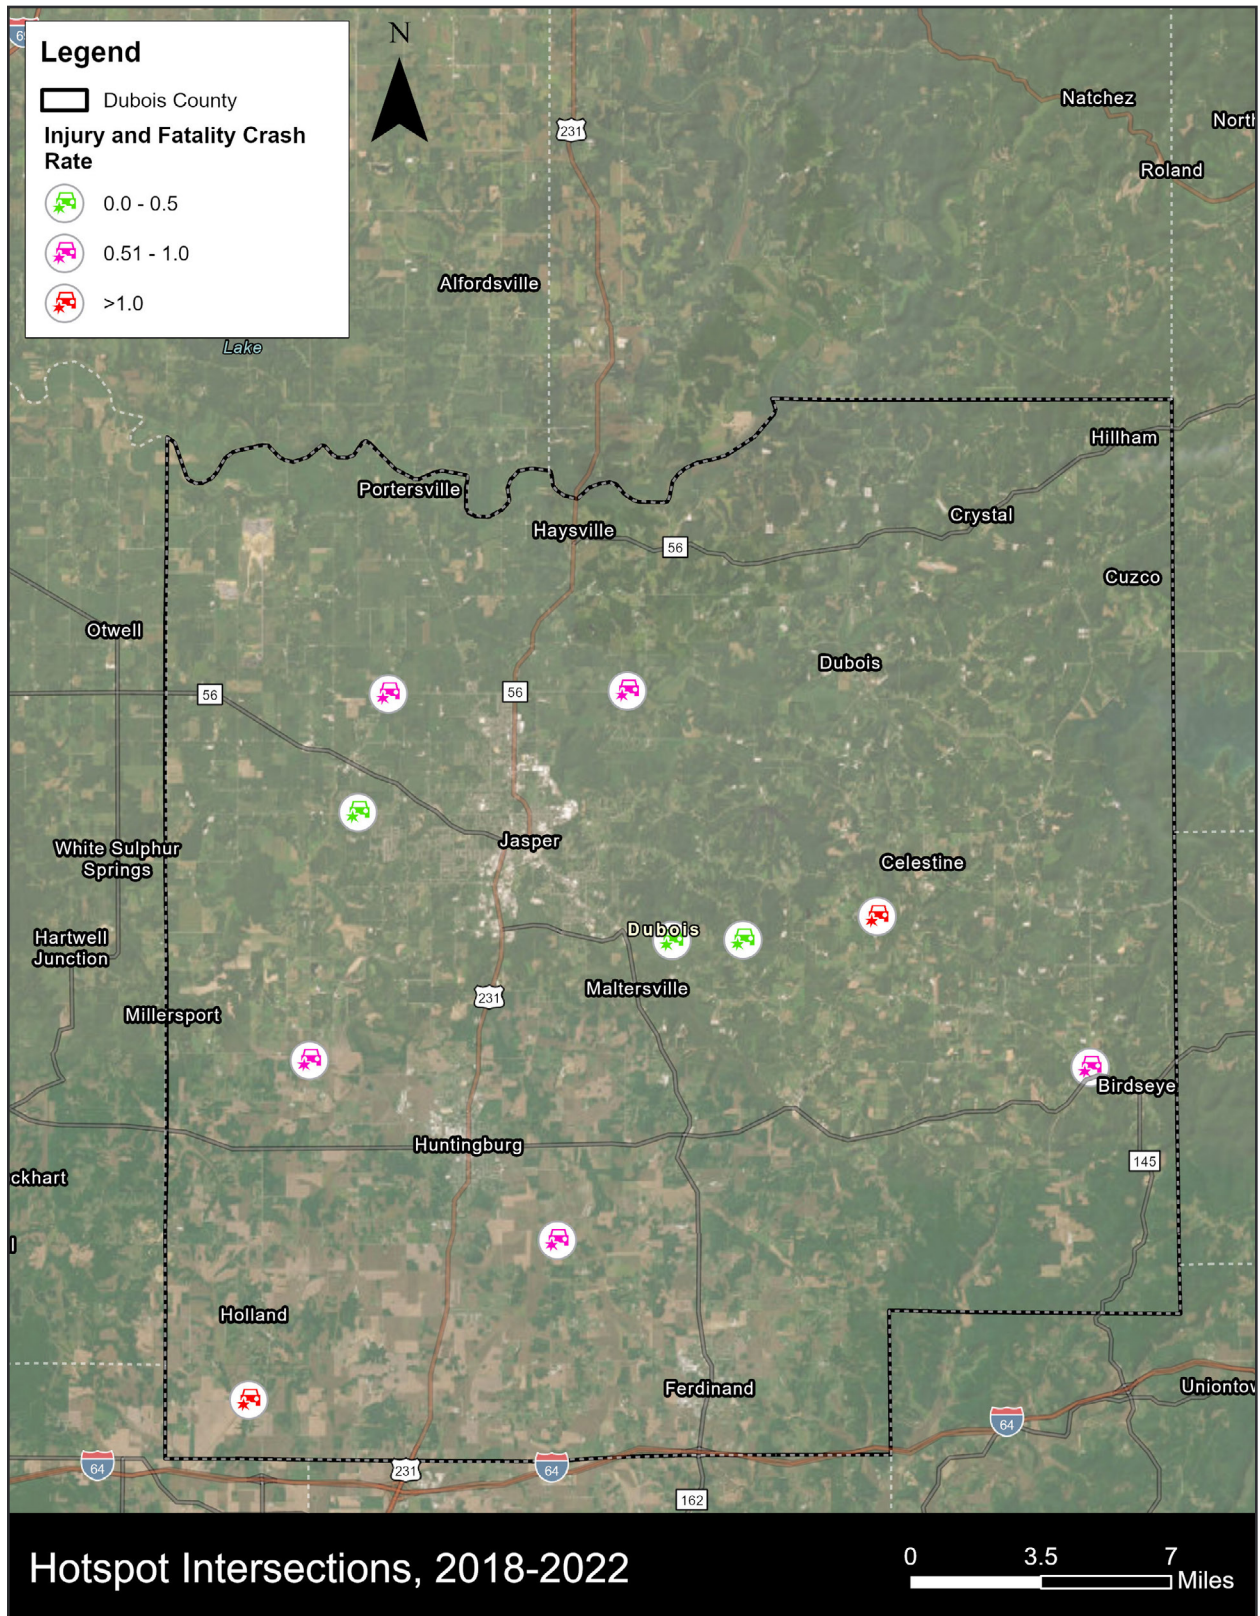 69
Legend
Dubois County
Injury and Fatality Crash
Rate
0.0 - 0.5
0.51 - 1.0
>1.0
N
231
Natchez
North
Roland
Alfordsville
Lake
Hillham
Portersville
Crystal
Haysville
56
Cuzco
Otwell
Dubois
56
56
Jasper
White Sulphur
Springs
Celestine
Dubois
Hartwell
Junction
Maltersville
231
Millersport
Birdseye
Huntingburg
145
ckhart
l
Holland
Ferdinand
Uniontow
64
64
231
64
162
Hotspot Intersections, 2018-2022
0 3.5 7
Miles